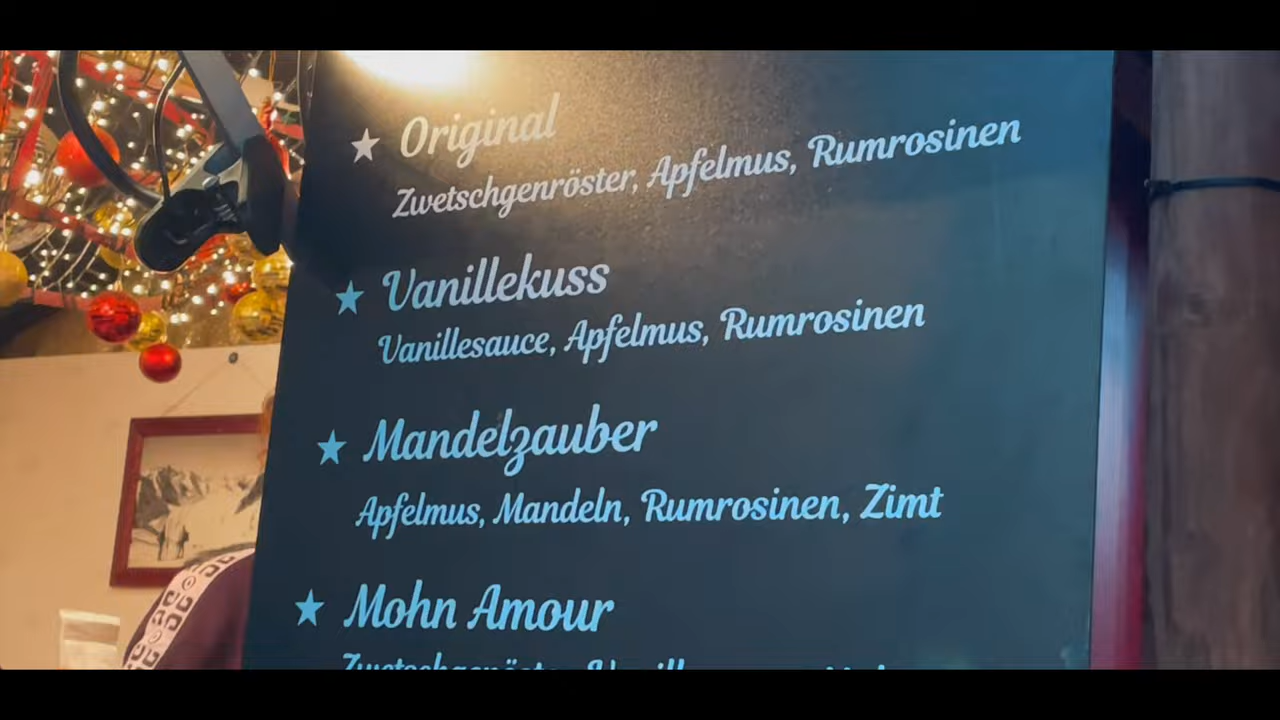 ★ Original
Zwetschgenröster, Apfelmus, Rumrosinen
★ Vanillekuss
Vanillesauce, Apfelmus, Rumrosinen
★ Mandelzauber
Apfelmus, Mandeln, Rumrosinen, Zimt
★ Mohn Amour